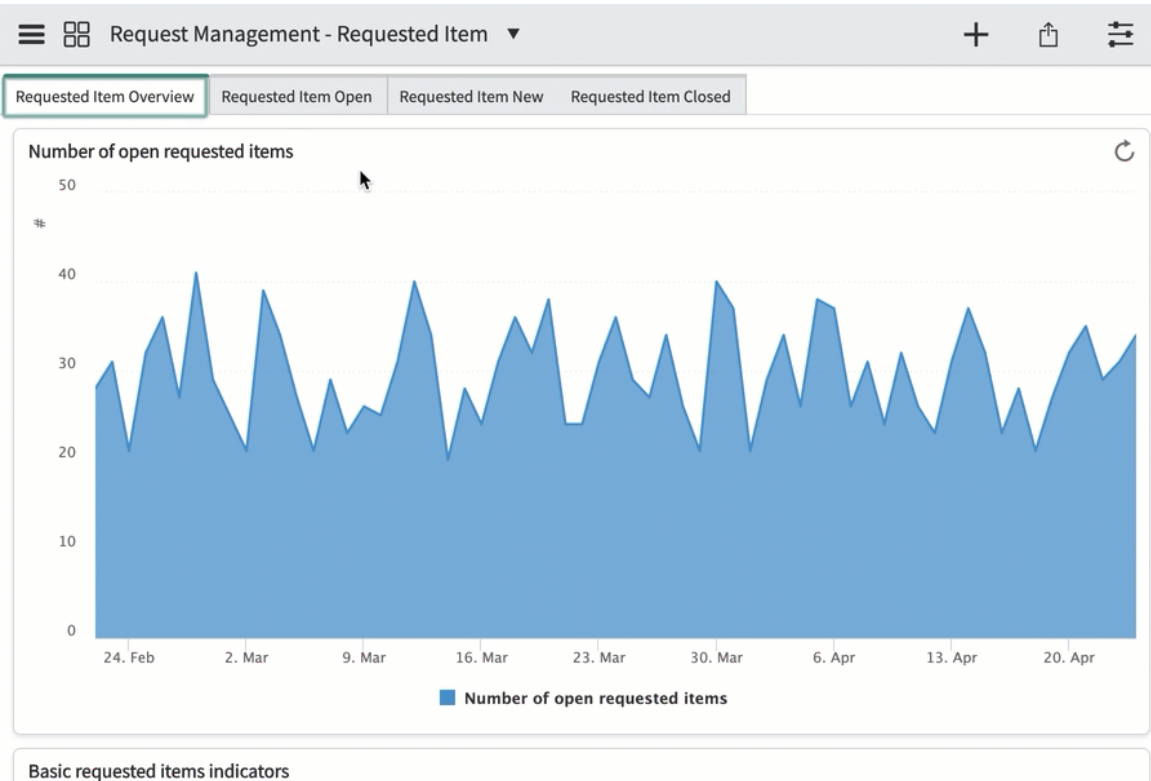 Request Management - Requested Item ▼
Requested Item Overview Requested Item Open Requested Item New Requested Item Closed
Number of open requested items
50
#
40
30
20
10
0
24. Feb 2. Mar 9. Mar 16. Mar 23. Mar 30. Mar 6. Apr 13. Apr 20. Apr
Number of open requested items
Basic requested items indicators